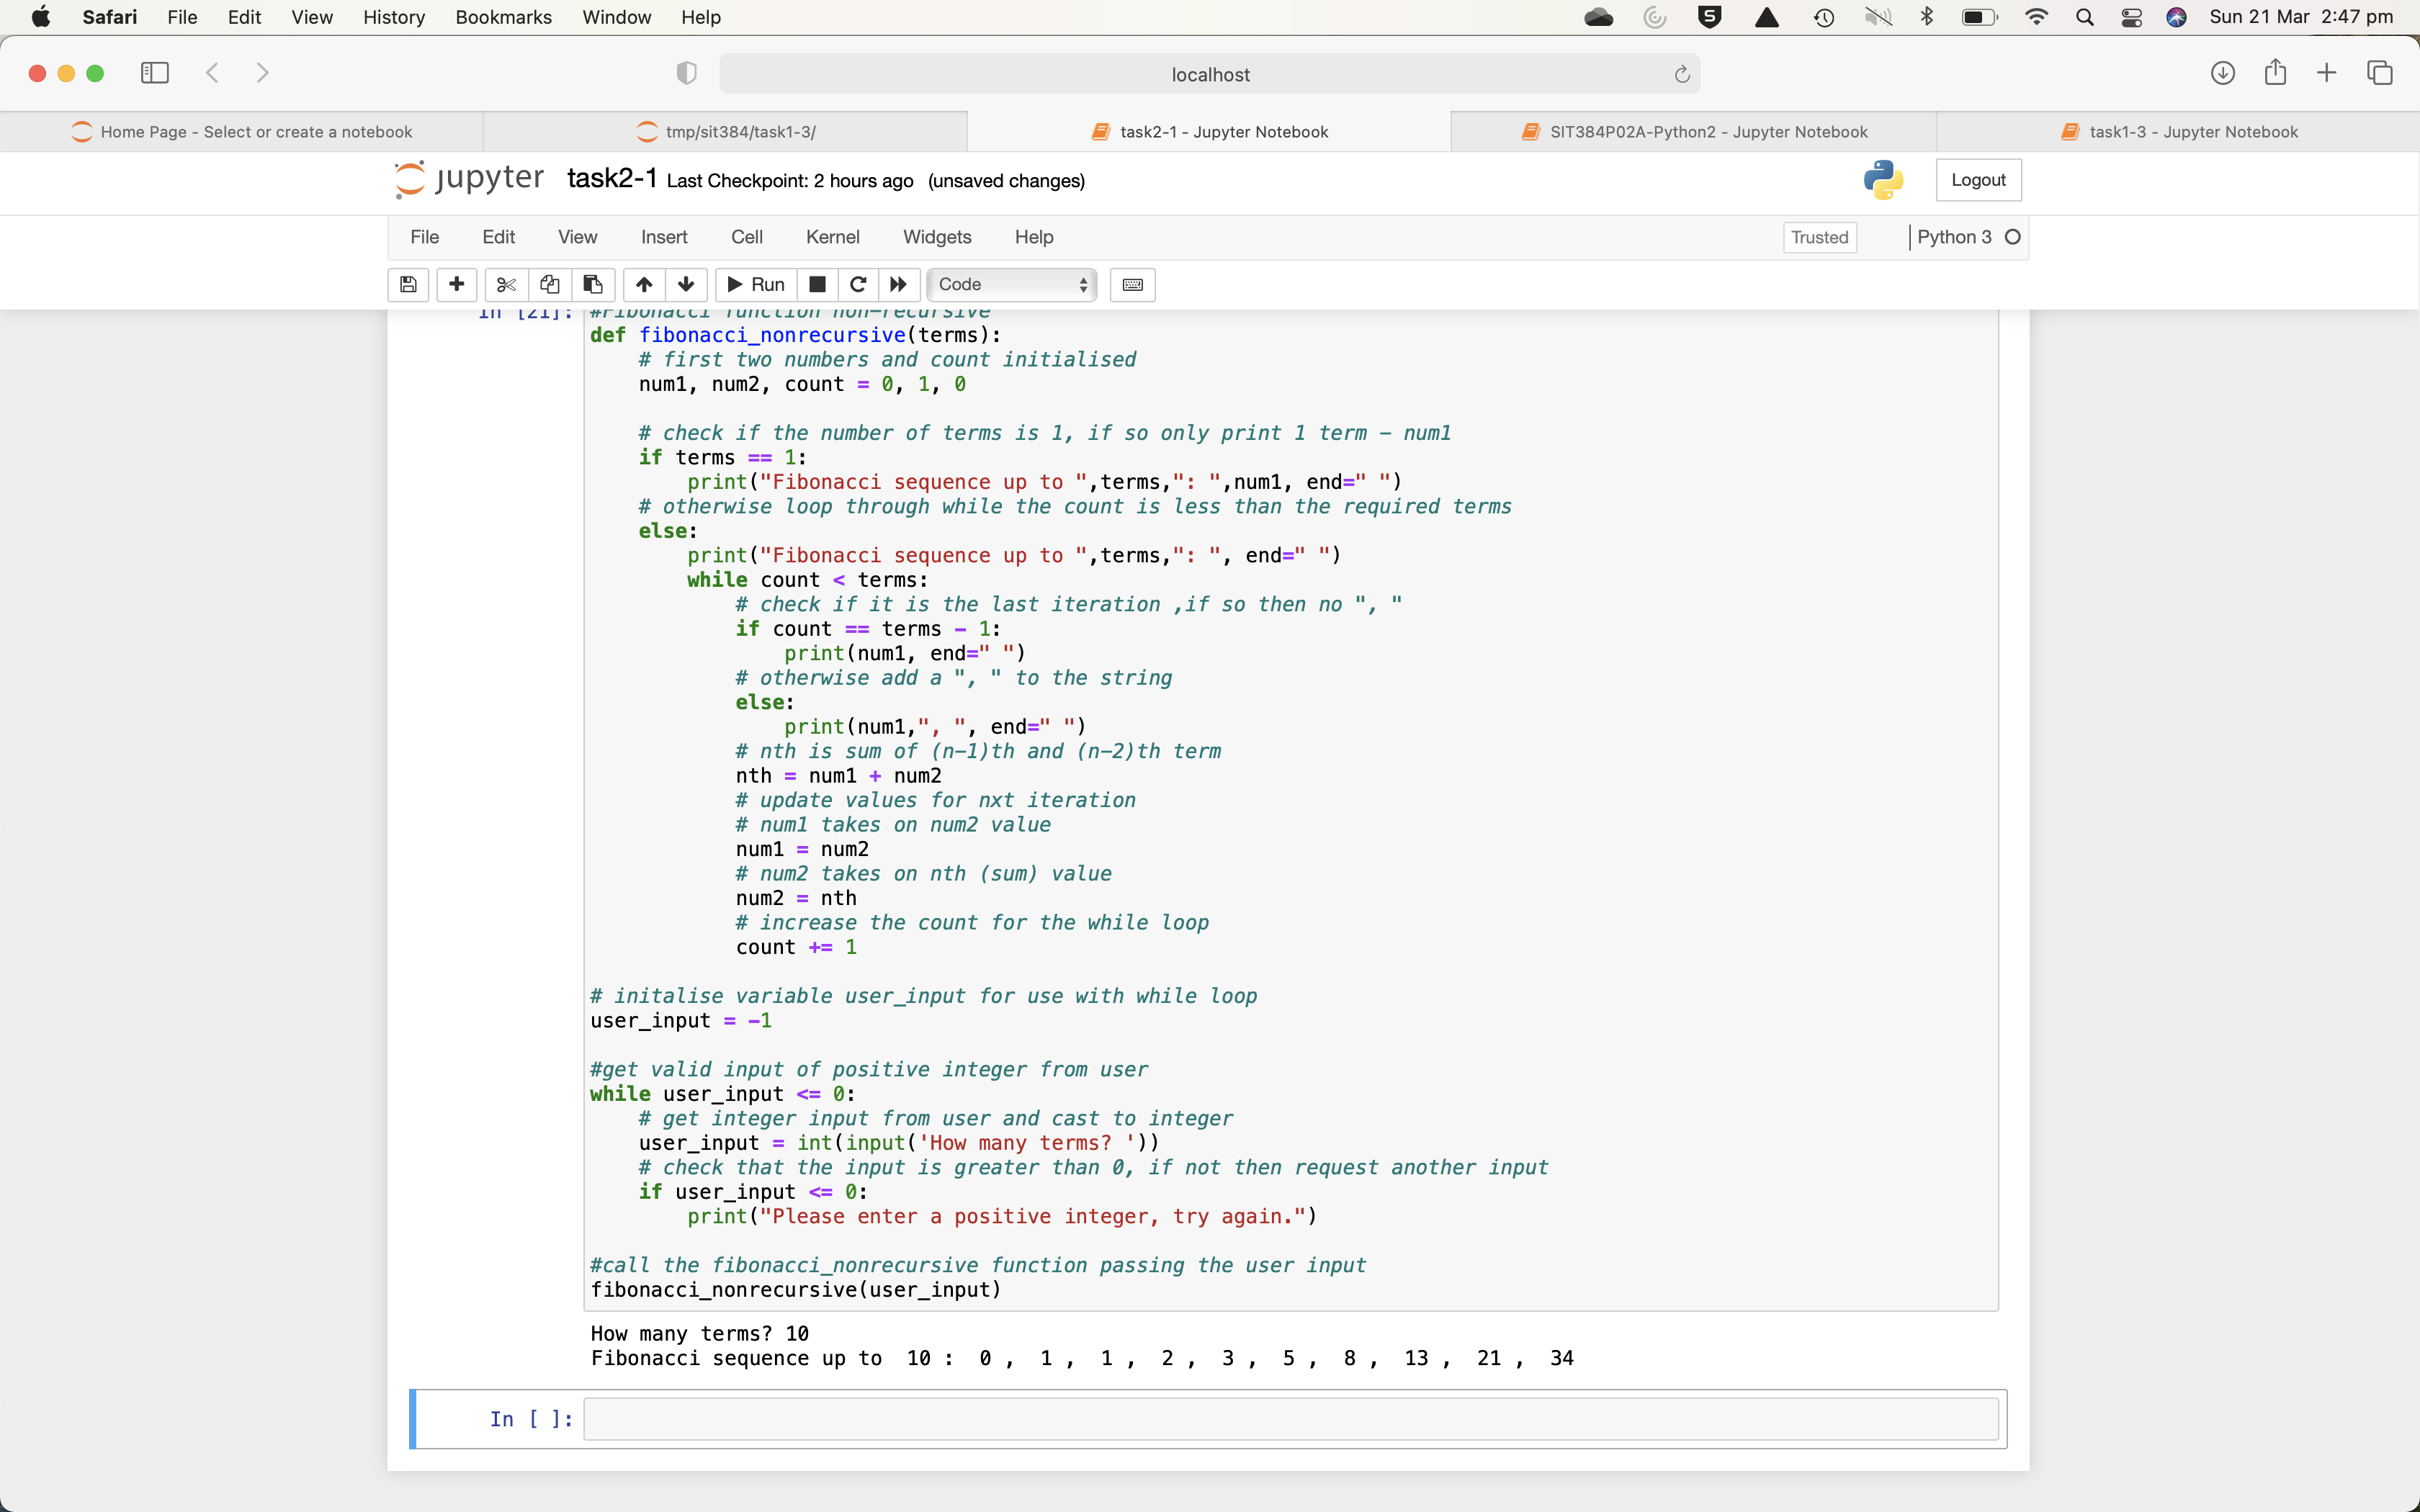 Safari File Edit View History Bookmarks Window Help Sun 21 Mar 2:47 pm
localhost
Home Page - Select or create a notebook tmp/sit384/task1-3/ task2-1 - Jupyter Notebook SIT384P02A-Python2 - Jupyter Notebook task1-3 - Jupyter Notebook
jupyter task2-1 Last Checkpoint: 2 hours ago (unsaved changes) Logout
File Edit View Insert Cell Kernel Widgets Help Trusted Python 3
Run Code
In [21]: #Fibonacci function non-recursive
def fibonacci_nonrecursive(terms):
# first two numbers and count initialised
num1, num2, count = 0, 1, 0
# check if the number of terms is 1, if so only print 1 term - num1
if terms == 1:
print("Fibonacci sequence up to ",terms,": ",num1, end=" ")
# otherwise loop through while the count is less than the required terms
else:
print("Fibonacci sequence up to ",terms,": ", end=" ")
while count < terms:
# check if it is the last iteration ,if so then no ", "
if count == terms - 1:
print(num1, end=" ")
# otherwise add a ", " to the string
else:
print(num1,", ", end=" ")
# nth is sum of (n-1)th and (n-2)th term
nth = num1 + num2
# update values for nxt iteration
# num1 takes on num2 value
num1 = num2
# num2 takes on nth (sum) value
num2 = nth
# increase the count for the while loop
count += 1
# initalise variable user_input for use with while loop
user_input = -1
#get valid input of positive integer from user
while user_input <= 0:
# get integer input from user and cast to integer
user_input = int(input('How many terms? '))
# check that the input is greater than 0, if not then request another input
if user_input <= 0:
print("Please enter a positive integer, try again.")
#call the fibonacci_nonrecursive function passing the user input
fibonacci_nonrecursive(user_input)
How many terms? 10
Fibonacci sequence up to  10 :  0 ,  1 ,  1 ,  2 ,  3 ,  5 ,  8 ,  13 ,  21 ,  34
In [ ]: